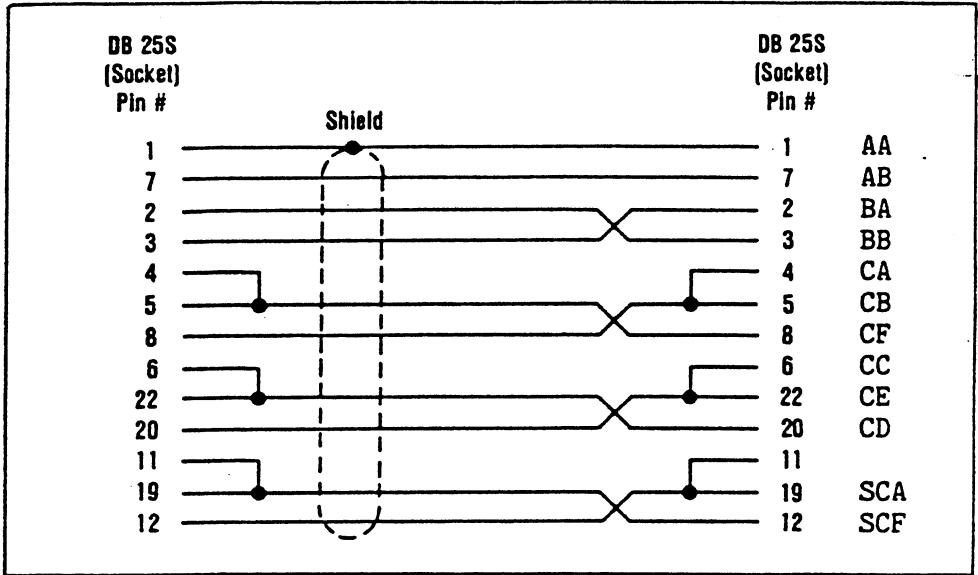 DB 25S
(Socket)
Pin #
DB 25S
(Socket)
Pin #
Shield
1 1 AA
7 7 AB
2 2 BA
3 3 BB
4 4 CA
5 5 CB
8 8 CF
6 6 CC
22 22 CE
20 20 CD
11 11
19 19 SCA
12 12 SCF